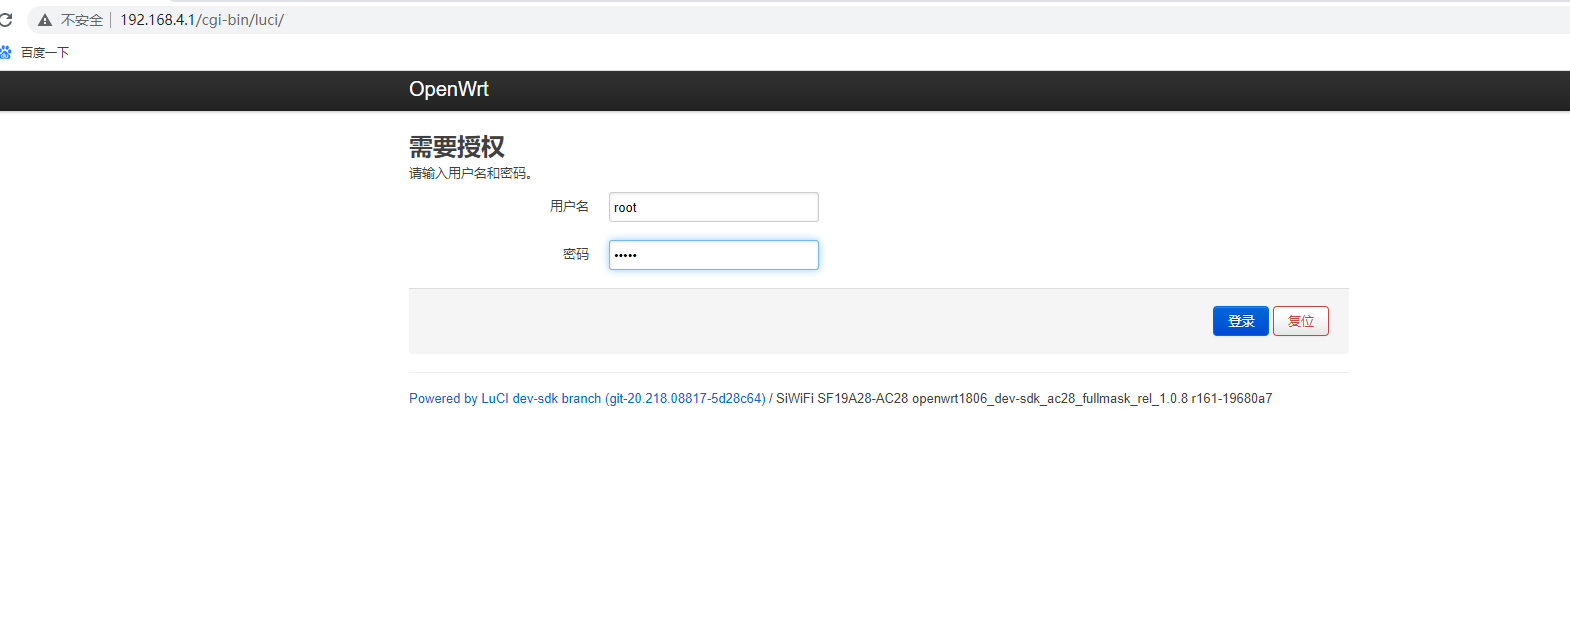 不安全 192.168.4.1/cgi-bin/luci/
百度一下
OpenWrt
需要授权
请输入用户名和密码。
用户名 root
密码 •••••
登录 复位
Powered by LuCI dev-sdk branch (git-20.218.08817-5d28c64) / SiWiFi SF19A28-AC28 openwrt1806_dev-sdk_ac28_fullmask_rel_1.0.8 r161-19680a7